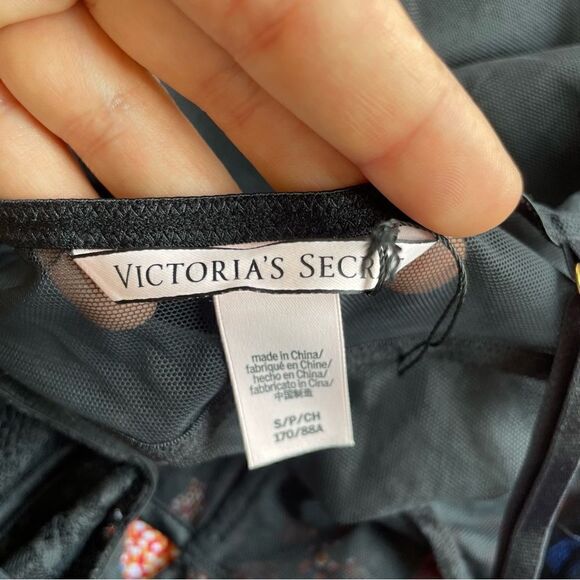 VICTORIA'S SECR
made in China/
fabriqué en Chine/
hecho en China/
fabbricato in Cina/
中国制造
S/P/CH
170/88A